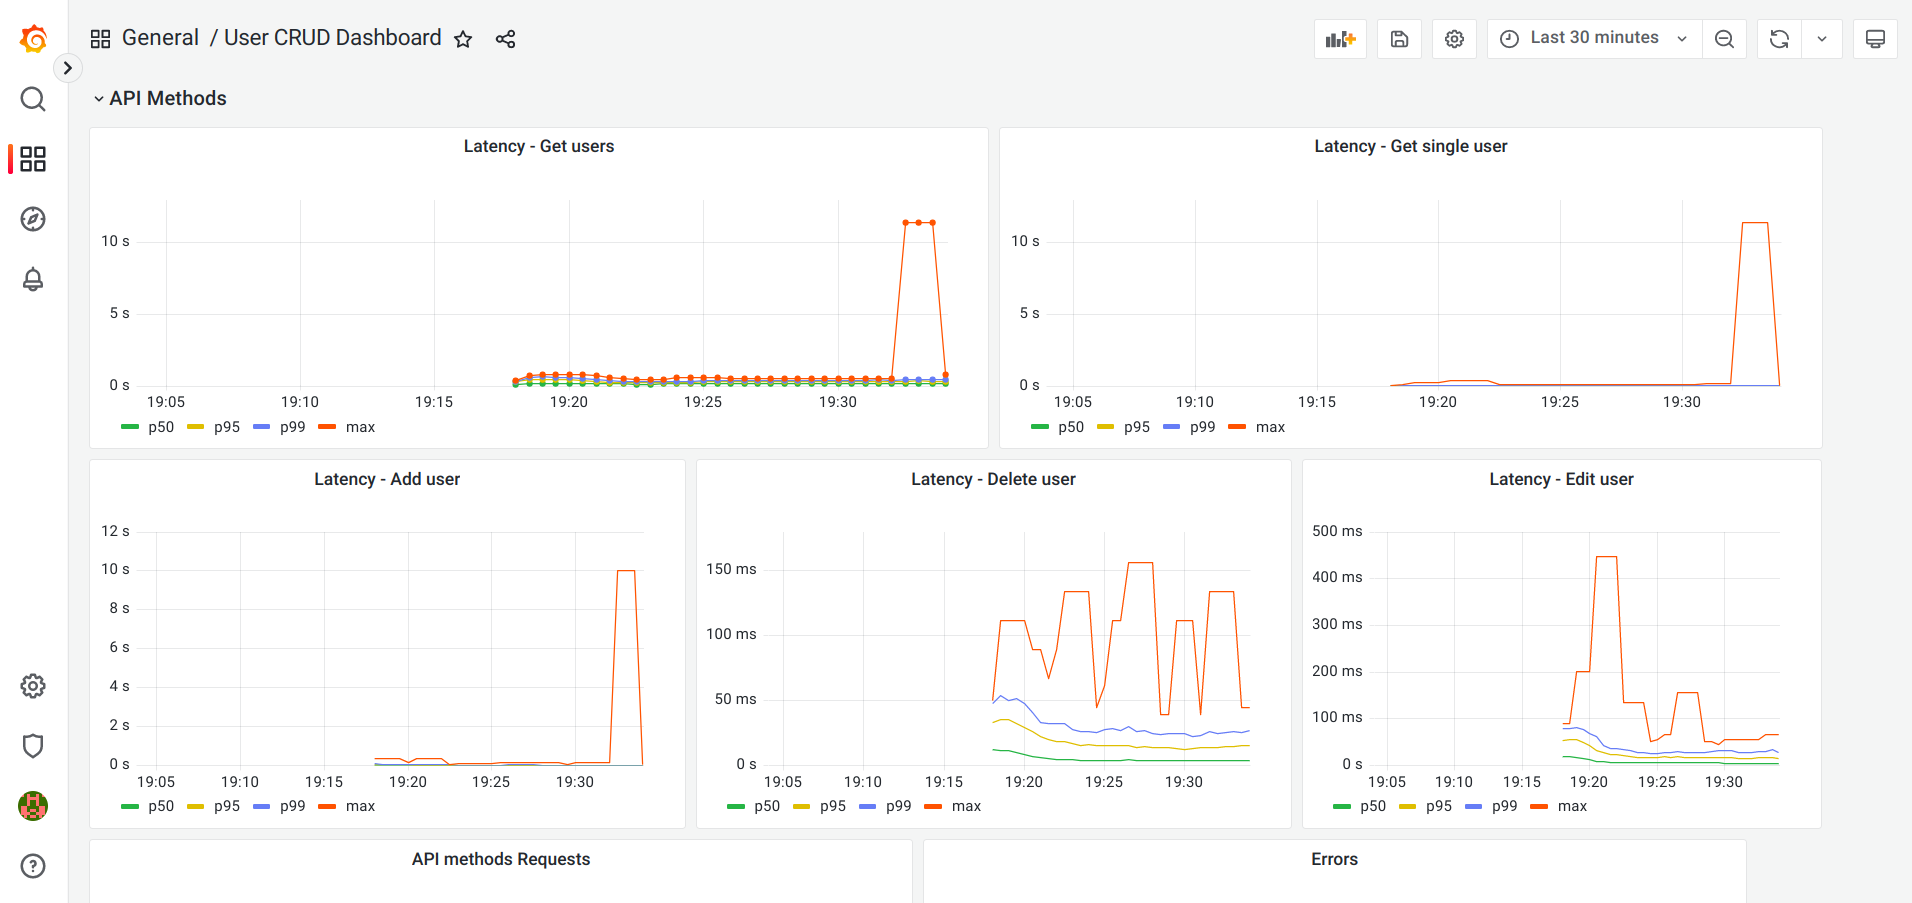 General / User CRUD Dashboard
Last 30 minutes
API Methods
Latency - Get users
10 s
5 s
0 s
19:05 19:10 19:15 19:20 19:25 19:30
p50 p95 p99 max
Latency - Get single user
10 s
5 s
0 s
19:05 19:10 19:15 19:20 19:25 19:30
p50 p95 p99 max
Latency - Add user
12 s
10 s
8 s
6 s
4 s
2 s
0 s
19:05 19:10 19:15 19:20 19:25 19:30
p50 p95 p99 max
Latency - Delete user
150 ms
100 ms
50 ms
0 s
19:05 19:10 19:15 19:20 19:25 19:30
p50 p95 p99 max
Latency - Edit user
500 ms
400 ms
300 ms
200 ms
100 ms
0 s
19:05 19:10 19:15 19:20 19:25 19:30
p50 p95 p99 max
API methods Requests
Errors